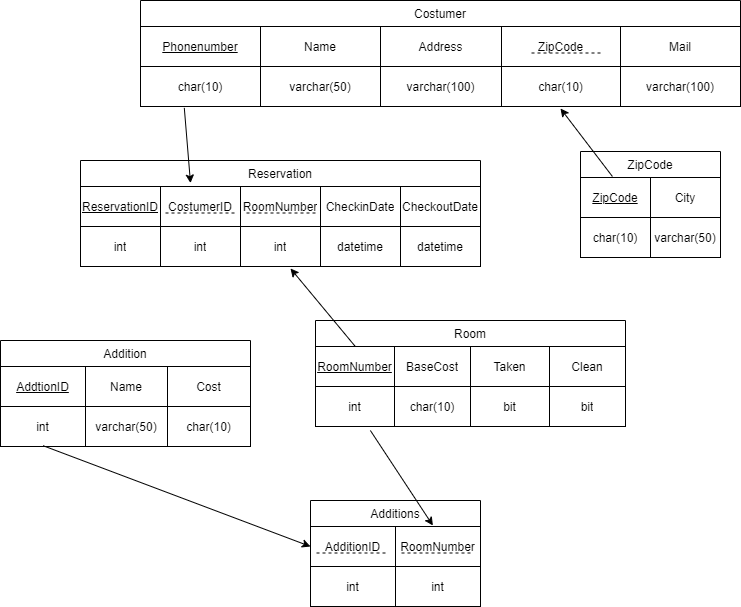 Costumer
Phonenumber Name Address ZipCode Mail
char(10) varchar(50) varchar(100) char(10) varchar(100)
Reservation
ReservationID CostumerID RoomNumber CheckinDate CheckoutDate
int int int datetime datetime
ZipCode
ZipCode City
char(10) varchar(50)
Room
RoomNumber BaseCost Taken Clean
int char(10) bit bit
Addition
AddtionID Name Cost
int varchar(50) char(10)
Additions
AdditionID RoomNumber
int int